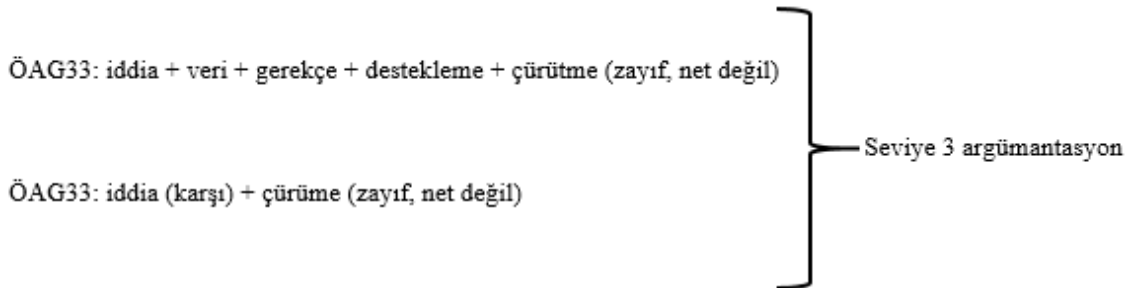 ÖAG33: iddia + veri + gerekçe + destekleme + çürütme (zayıf, net değil)
Seviye 3 argümantasyon
ÖAG33: iddia (karşı) + çürüme (zayıf, net değil)